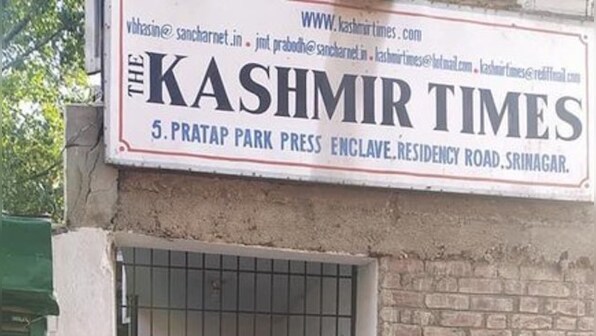 www.kashmirtimes.com
vbhasin@sancharnet.in • jmt prabodh@sancharnet.in • kashmirtimes@hotmail.com • kashmirtimes@rediffmail.com
THE KASHMIR TIMES
5. PRATAP PARK PRESS ENCLAVE, RESIDENCY ROAD. SRINAGAR.